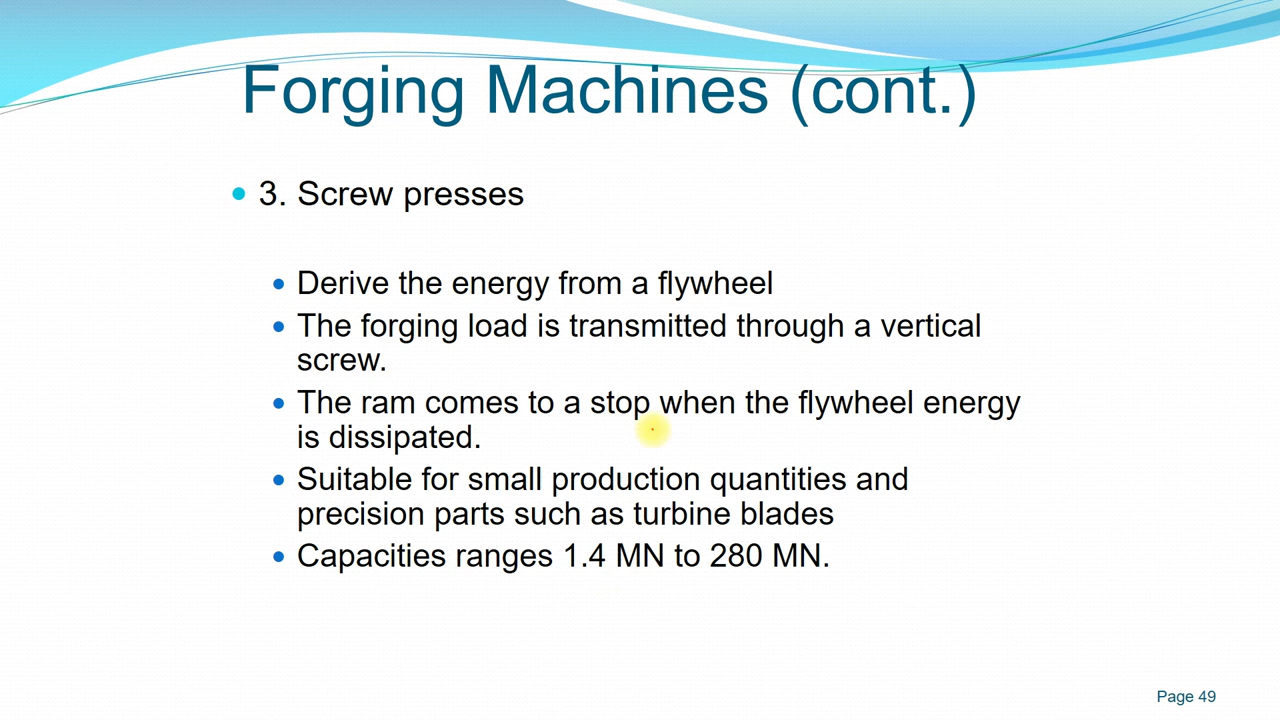 Forging Machines (cont.)
• 3. Screw presses
• Derive the energy from a flywheel
• The forging load is transmitted through a vertical
screw.
• The ram comes to a stop when the flywheel energy
is dissipated.
• Suitable for small production quantities and
precision parts such as turbine blades
• Capacities ranges 1.4 MN to 280 MN.
Page 49